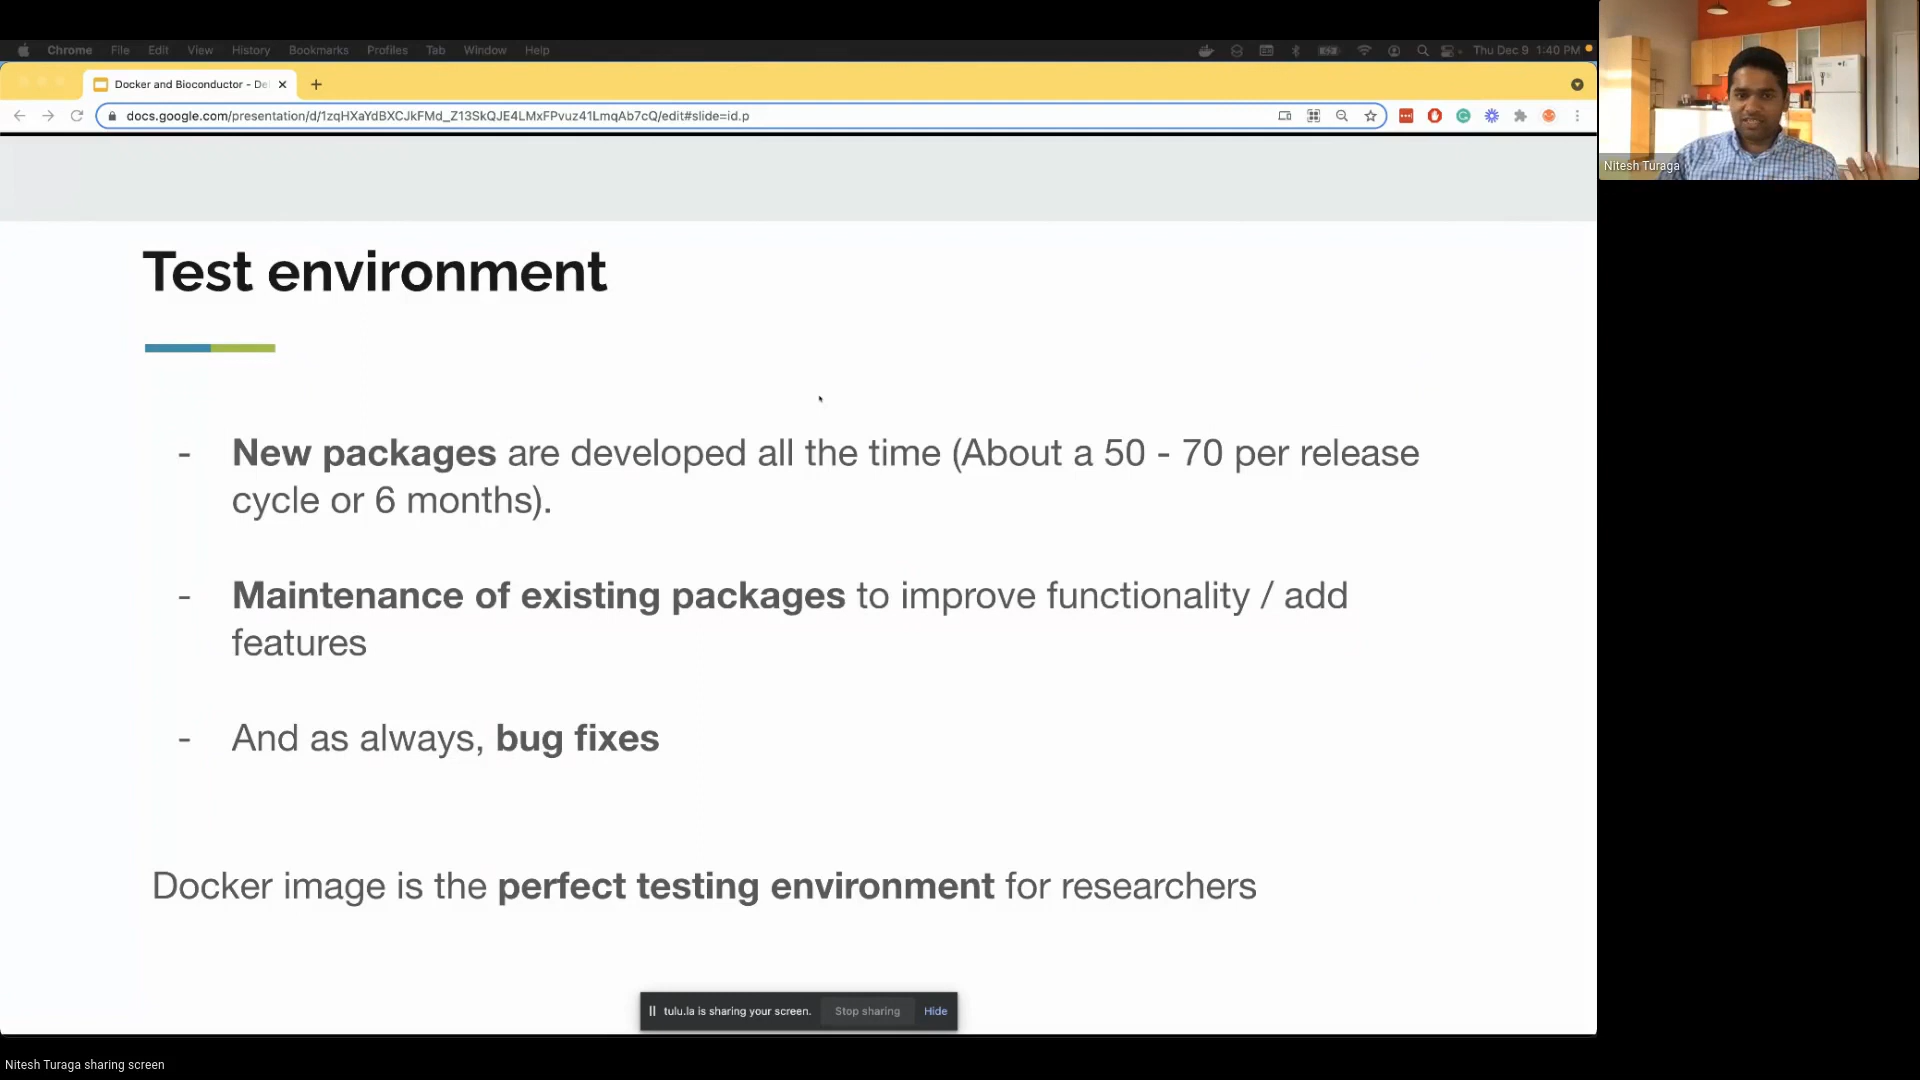 Chrome File Edit View History Bookmarks Profiles Tab Window Help
Thu Dec 9 1:40 PM
Docker and Bioconductor - De
docs.google.com/presentation/d/1zqHXaYdBXCJkFMd_Z13SkQJE4LMxFPvuz41LmqAb7cQ/edit#slide=id.p
Nitesh Turaga
Test environment
- New packages are developed all the time (About a 50 - 70 per release
cycle or 6 months).
- Maintenance of existing packages to improve functionality / add
features
- And as always, bug fixes
Docker image is the perfect testing environment for researchers
tulu.la is sharing your screen. Stop sharing Hide
Nitesh Turaga sharing screen